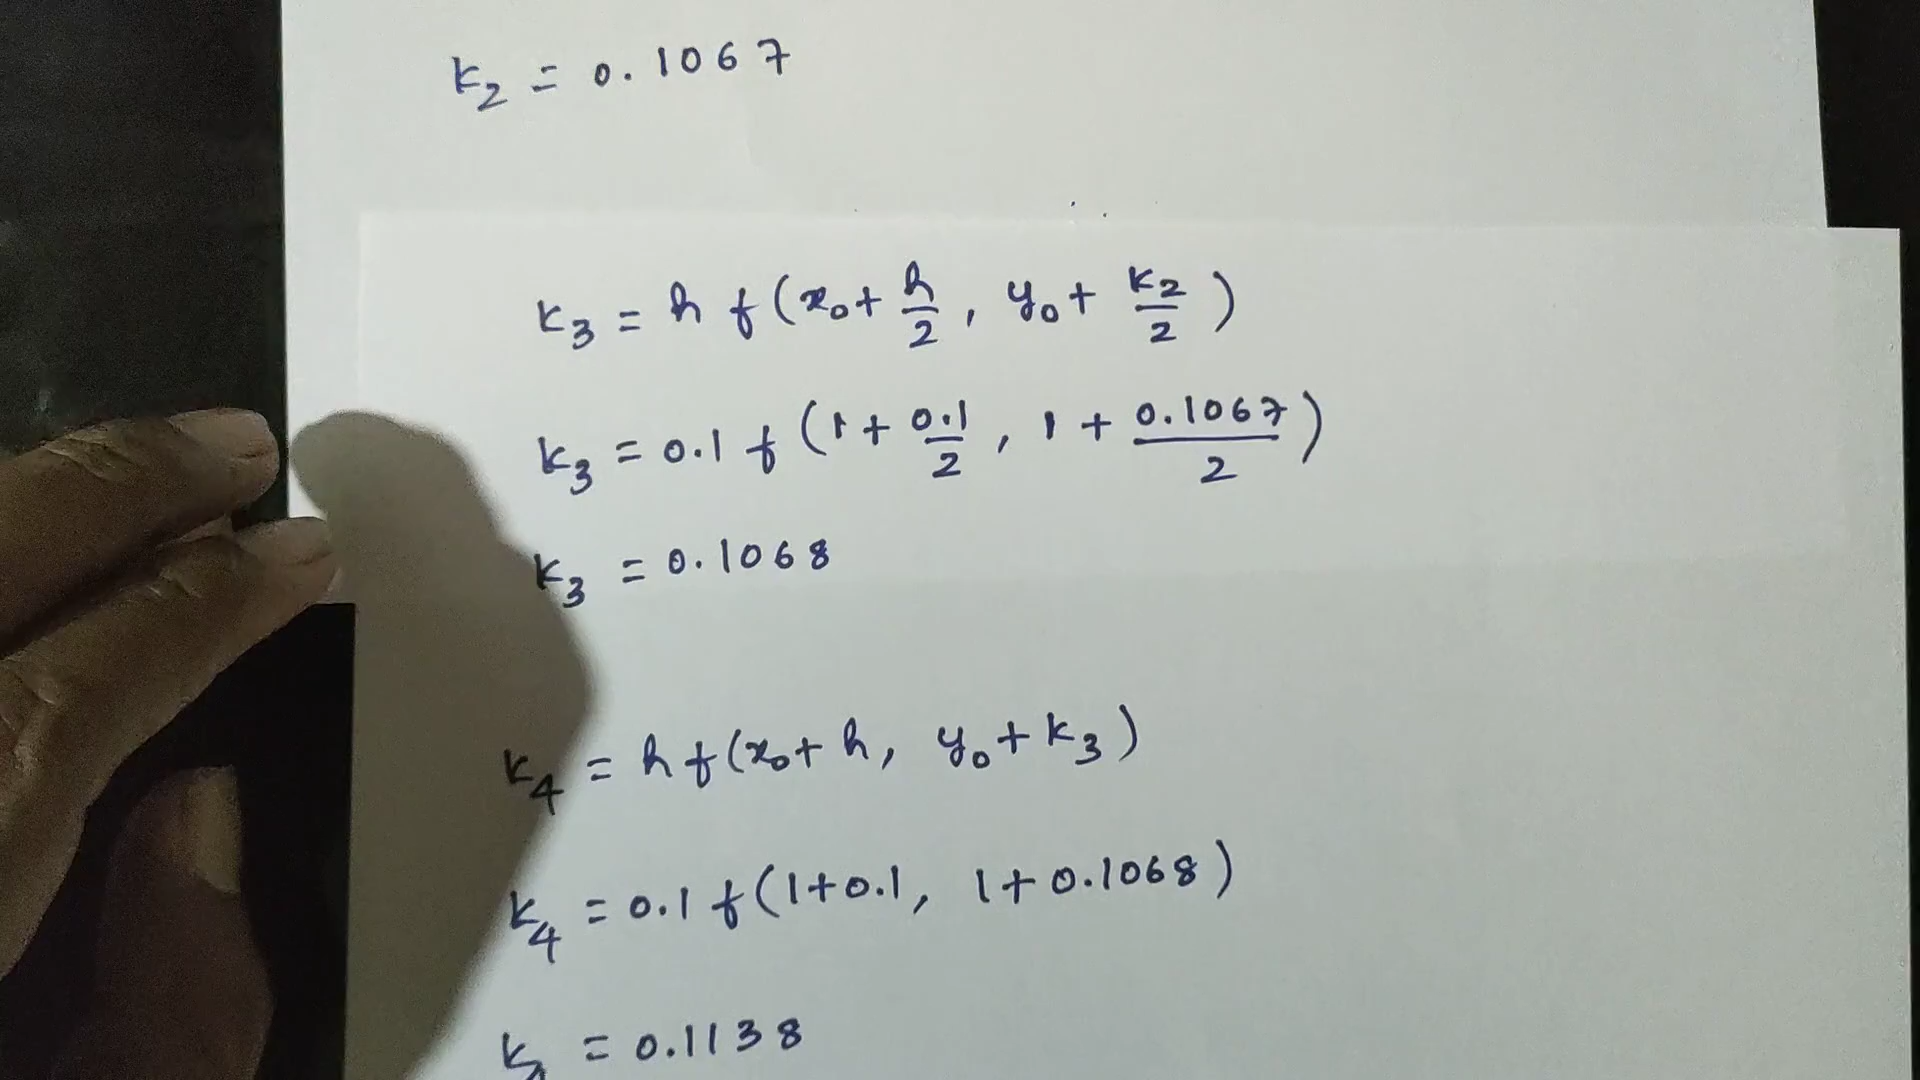 k₂ = 0.1067
k₃ = h f(x₀ + h/2, y₀ + k₂/2)
k₃ = 0.1 f(1 + 0.1/2, 1 + 0.1067/2)
k₃ = 0.1068
k₄ = h f(x₀ + h, y₀ + k₃)
k₄ = 0.1 f(1+0.1, 1+0.1068)
k₄ = 0.1138